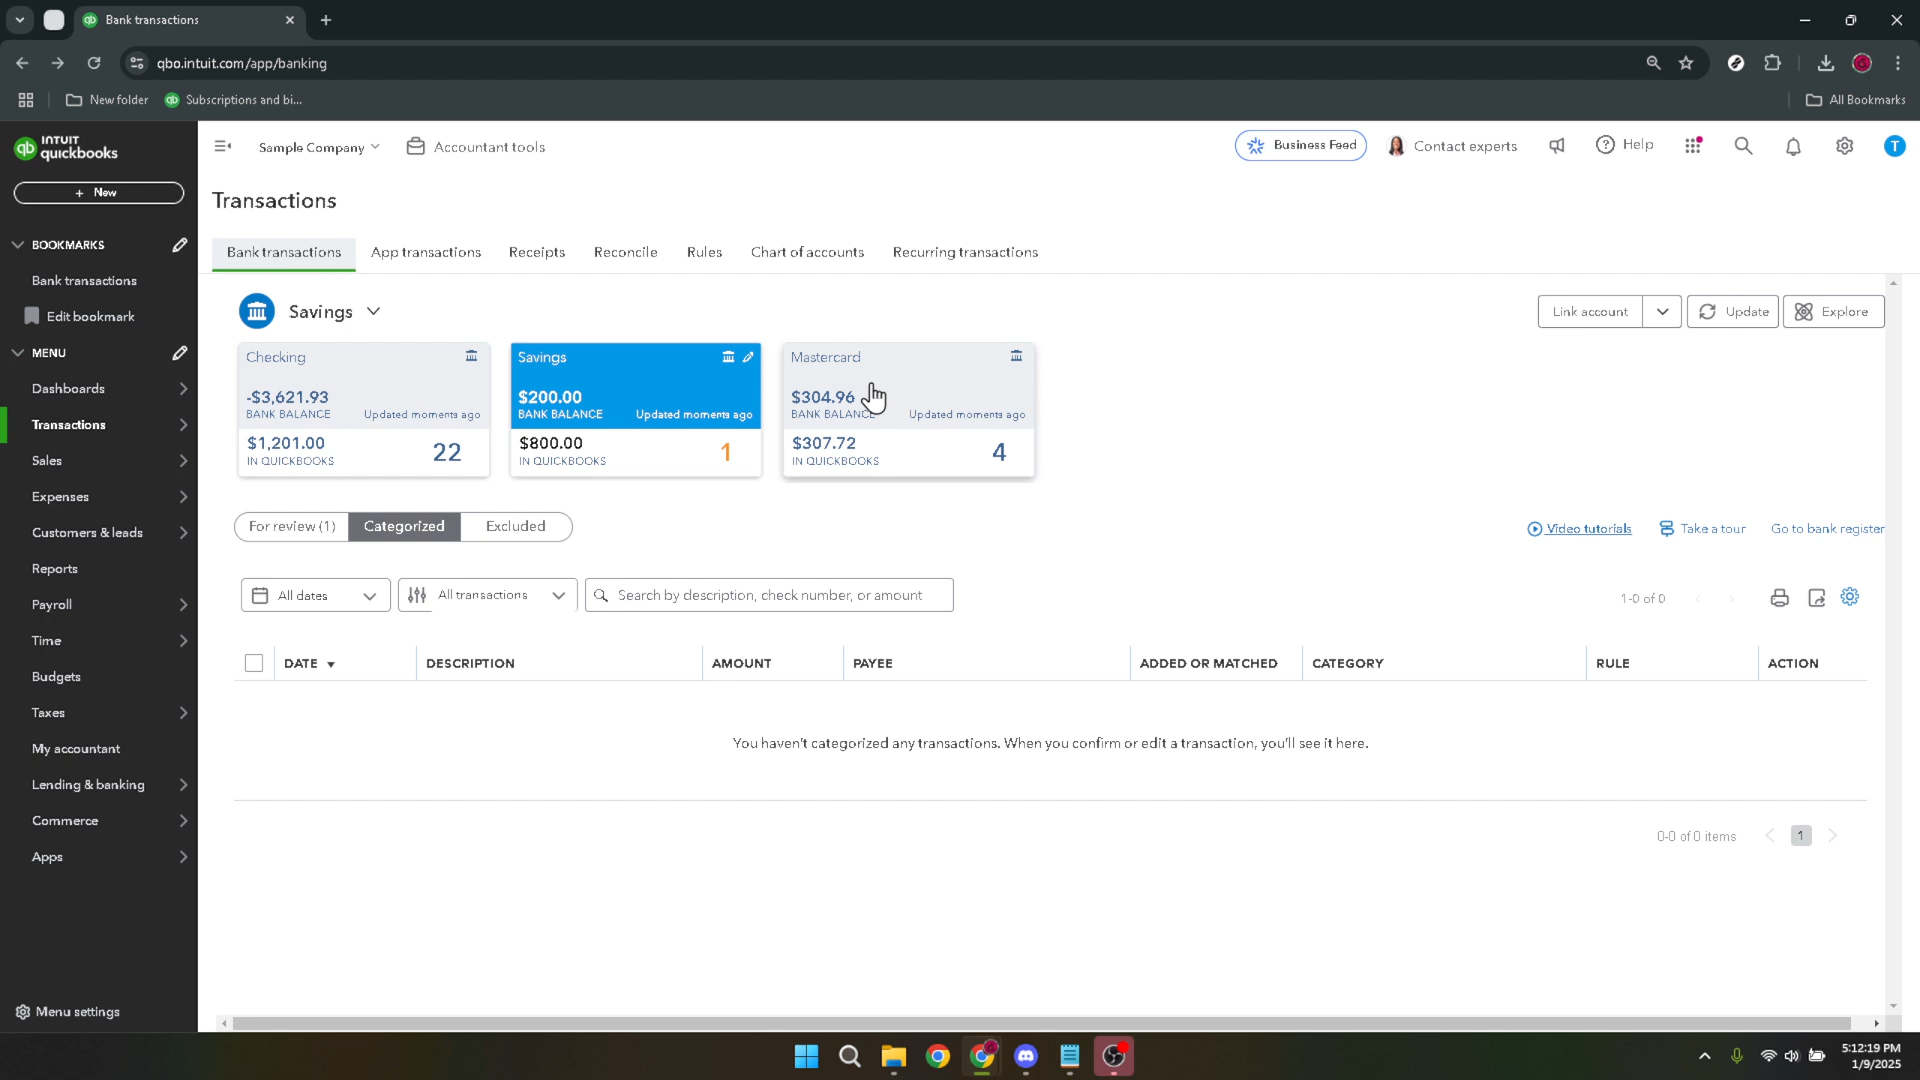 Bank transactions
qbo.intuit.com/app/banking
New folder
Subscriptions and bi...
All Bookmarks
INTUIT
quickbooks
Sample Company
Accountant tools
Business Feed
Contact experts
Help
T
+ New
Transactions
BOOKMARKS
Bank transactions
Edit bookmark
MENU
Dashboards
Transactions
Sales
Expenses
Customers & leads
Reports
Payroll
Time
Budgets
Taxes
My accountant
Lending & banking
Commerce
Apps
Menu settings
Bank transactions
App transactions
Receipts
Reconcile
Rules
Chart of accounts
Recurring transactions
Savings
Link account
Update
Explore
Checking
-$3,621.93
BANK BALANCE
Updated moments ago
$1,201.00
IN QUICKBOOKS
22
Savings
$200.00
BANK BALANCE
Updated moments ago
$800.00
IN QUICKBOOKS
1
Mastercard
$304.96
BANK BALANCE
Updated moments ago
$307.72
IN QUICKBOOKS
4
For review (1)
Categorized
Excluded
Video tutorials
Take a tour
Go to bank register
All dates
All transactions
Search by description, check number, or amount
1-0 of 0
DATE
DESCRIPTION
AMOUNT
PAYEE
ADDED OR MATCHED
CATEGORY
RULE
ACTION
You haven't categorized any transactions. When you confirm or edit a transaction, you'll see it here.
0-0 of 0 items
1
5:12:19 PM
1/9/2025